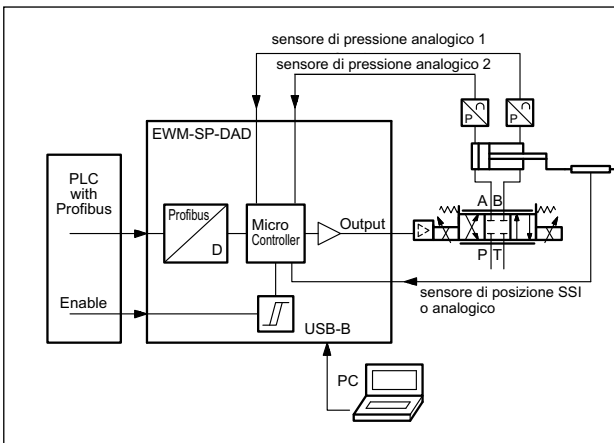 sensore di pressione analogico 1
sensore di pressione analogico 2
EWM-SP-DAD
P
P
PLC
with
Profibus
Profibus
D
Micro
Controller
Output
A B
P T
Enable
sensore di posizione SSI
o analogico
USB-B
PC